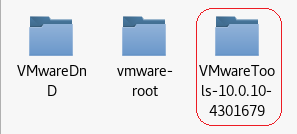 VMwareDn
D
vmware-
root
VMwareToo
ls-10.0.10-
4301679